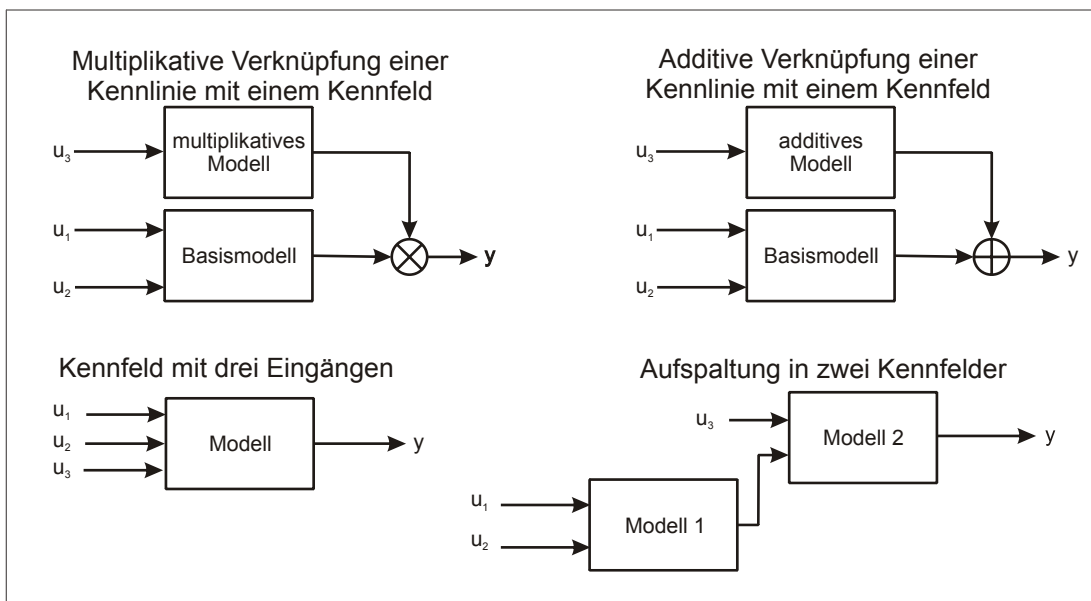 Multiplikative Verknüpfung einer
Kennlinie mit einem Kennfeld
u₃
multiplikatives
Modell
u₁
Basismodell
y
u₂
Additive Verknüpfung einer
Kennlinie mit einem Kennfeld
u₃
additives
Modell
u₁
Basismodell
y
u₂
Kennfeld mit drei Eingängen
u₁
u₂
Modell
y
u₃
Aufspaltung in zwei Kennfelder
u₃
Modell 2
y
u₁
Modell 1
u₂